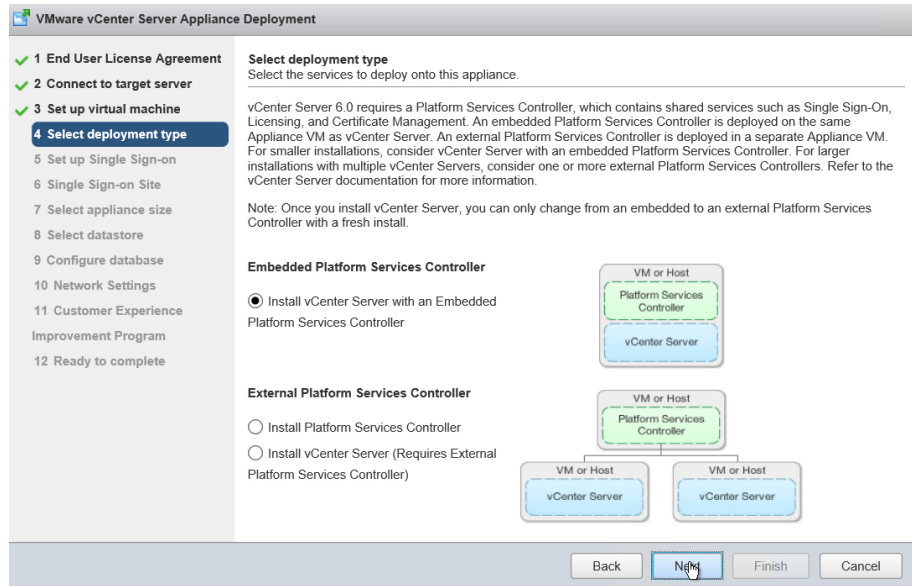 VMware vCenter Server Appliance Deployment
1 End User License Agreement
2 Connect to target server
3 Set up virtual machine
4 Select deployment type
5 Set up Single Sign-on
6 Single Sign-on Site
7 Select appliance size
8 Select datastore
9 Configure database
10 Network Settings
11 Customer Experience
Improvement Program
12 Ready to complete
Select deployment type
Select the services to deploy onto this appliance.
vCenter Server 6.0 requires a Platform Services Controller, which contains shared services such as Single Sign-On,
Licensing, and Certificate Management. An embedded Platform Services Controller is deployed on the same
Appliance VM as vCenter Server. An external Platform Services Controller is deployed in a separate Appliance VM.
For smaller installations, consider vCenter Server with an embedded Platform Services Controller. For larger
installations with multiple vCenter Servers, consider one or more external Platform Services Controllers. Refer to the
vCenter Server documentation for more information.
Note: Once you install vCenter Server, you can only change from an embedded to an external Platform Services
Controller with a fresh install.
Embedded Platform Services Controller
Install vCenter Server with an Embedded
Platform Services Controller
VM or Host
Platform Services
Controller
vCenter Server
External Platform Services Controller
Install Platform Services Controller
Install vCenter Server (Requires External
Platform Services Controller)
VM or Host
Platform Services
Controller
VM or Host
vCenter Server
VM or Host
vCenter Server
Back
Next
Finish
Cancel